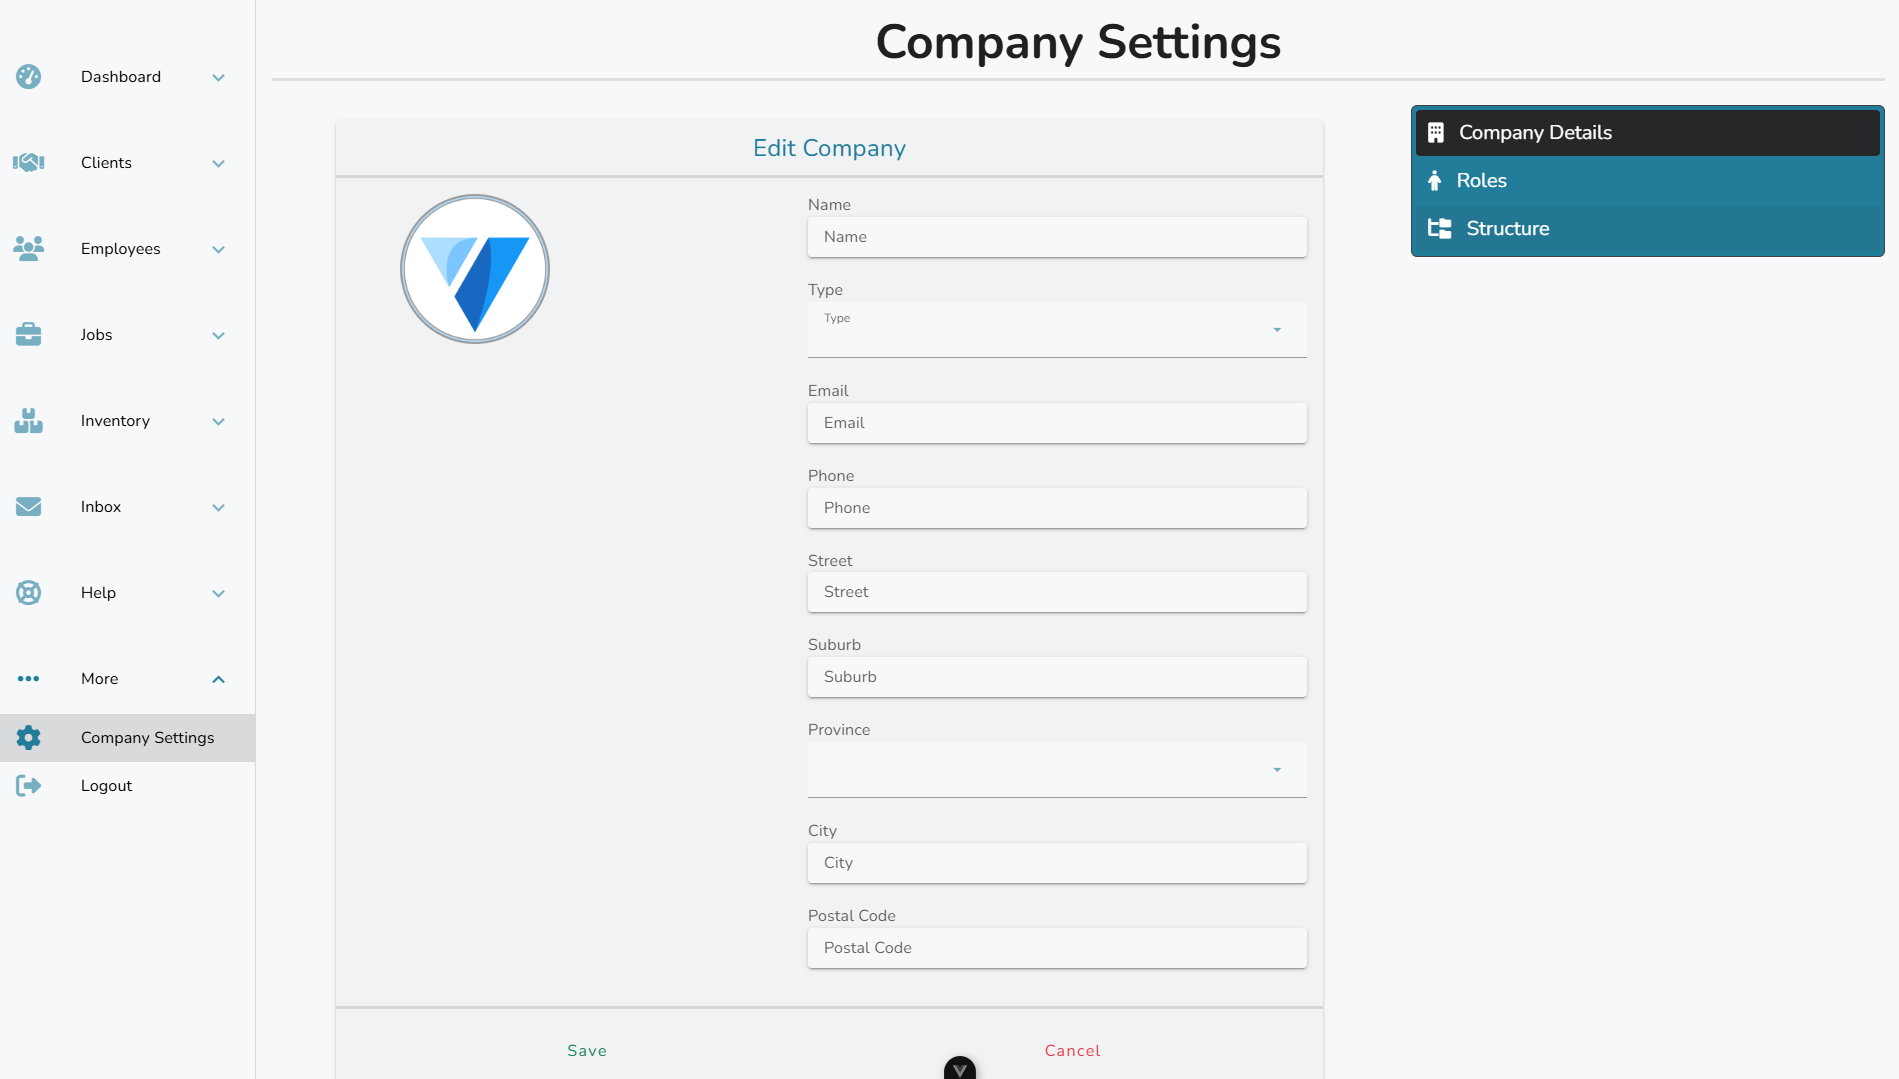 Company Settings
Dashboard
Clients
Employees
Jobs
Inventory
Inbox
Help
More
Company Settings
Logout
Edit Company
Name
Name
Type
Type
Email
Email
Phone
Phone
Street
Street
Suburb
Suburb
Province
City
City
Postal Code
Postal Code
Save
Cancel
Company Details
Roles
Structure